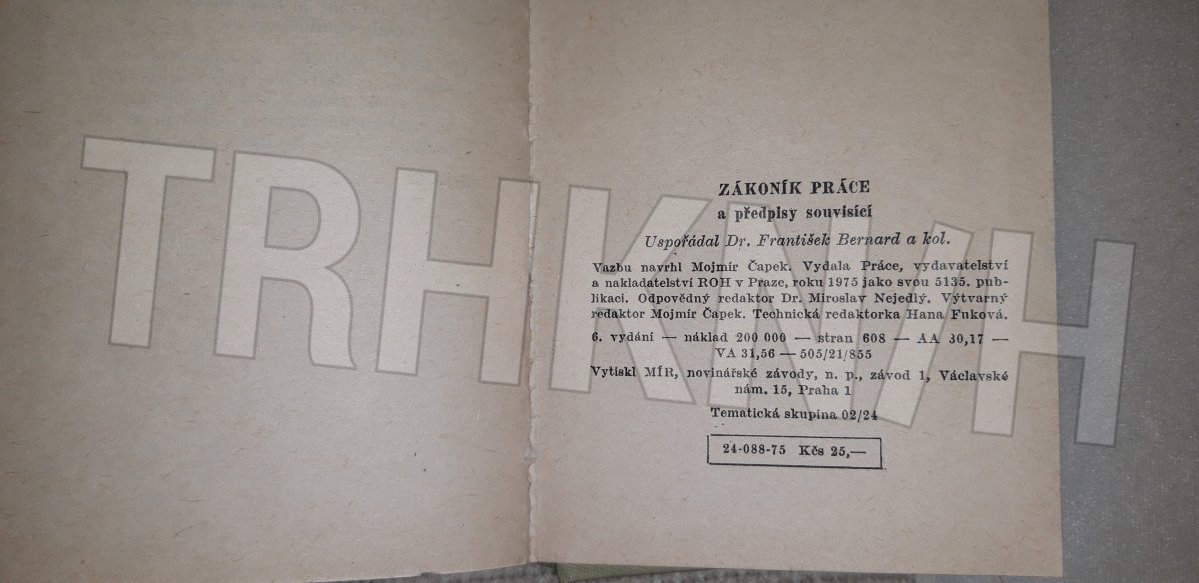 ZÁKONÍK PRÁCE
a předpisy souvisící
Uspořádal Dr. František Bernard a kol.
Vazbu navrhl Mojmír Čapek. Vydala Práce, vydavatelství
a nakladatelství ROH v Praze, roku 1975 jako svou 5135. pub-
likaci. Odpovědný redaktor Dr. Miroslav Nejedlý. Výtvarný
redaktor Mojmír Čapek. Technická redaktorka Hana Fuková.
6. vydání — náklad 200 000 — stran 608 — AA 30,17 —
VA 31,56 — 505/21/855
Vytiskl MÍR, novinářské závody, n. p., závod 1, Václavské
nám. 15, Praha 1
Tematická skupina 02/24
24-088-75 Kčs 25,—
TRHKNIH